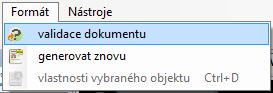 Formát Nástroje
validace dokumentu
generovat znovu
vlastnosti vybraného objektu Ctrl+D